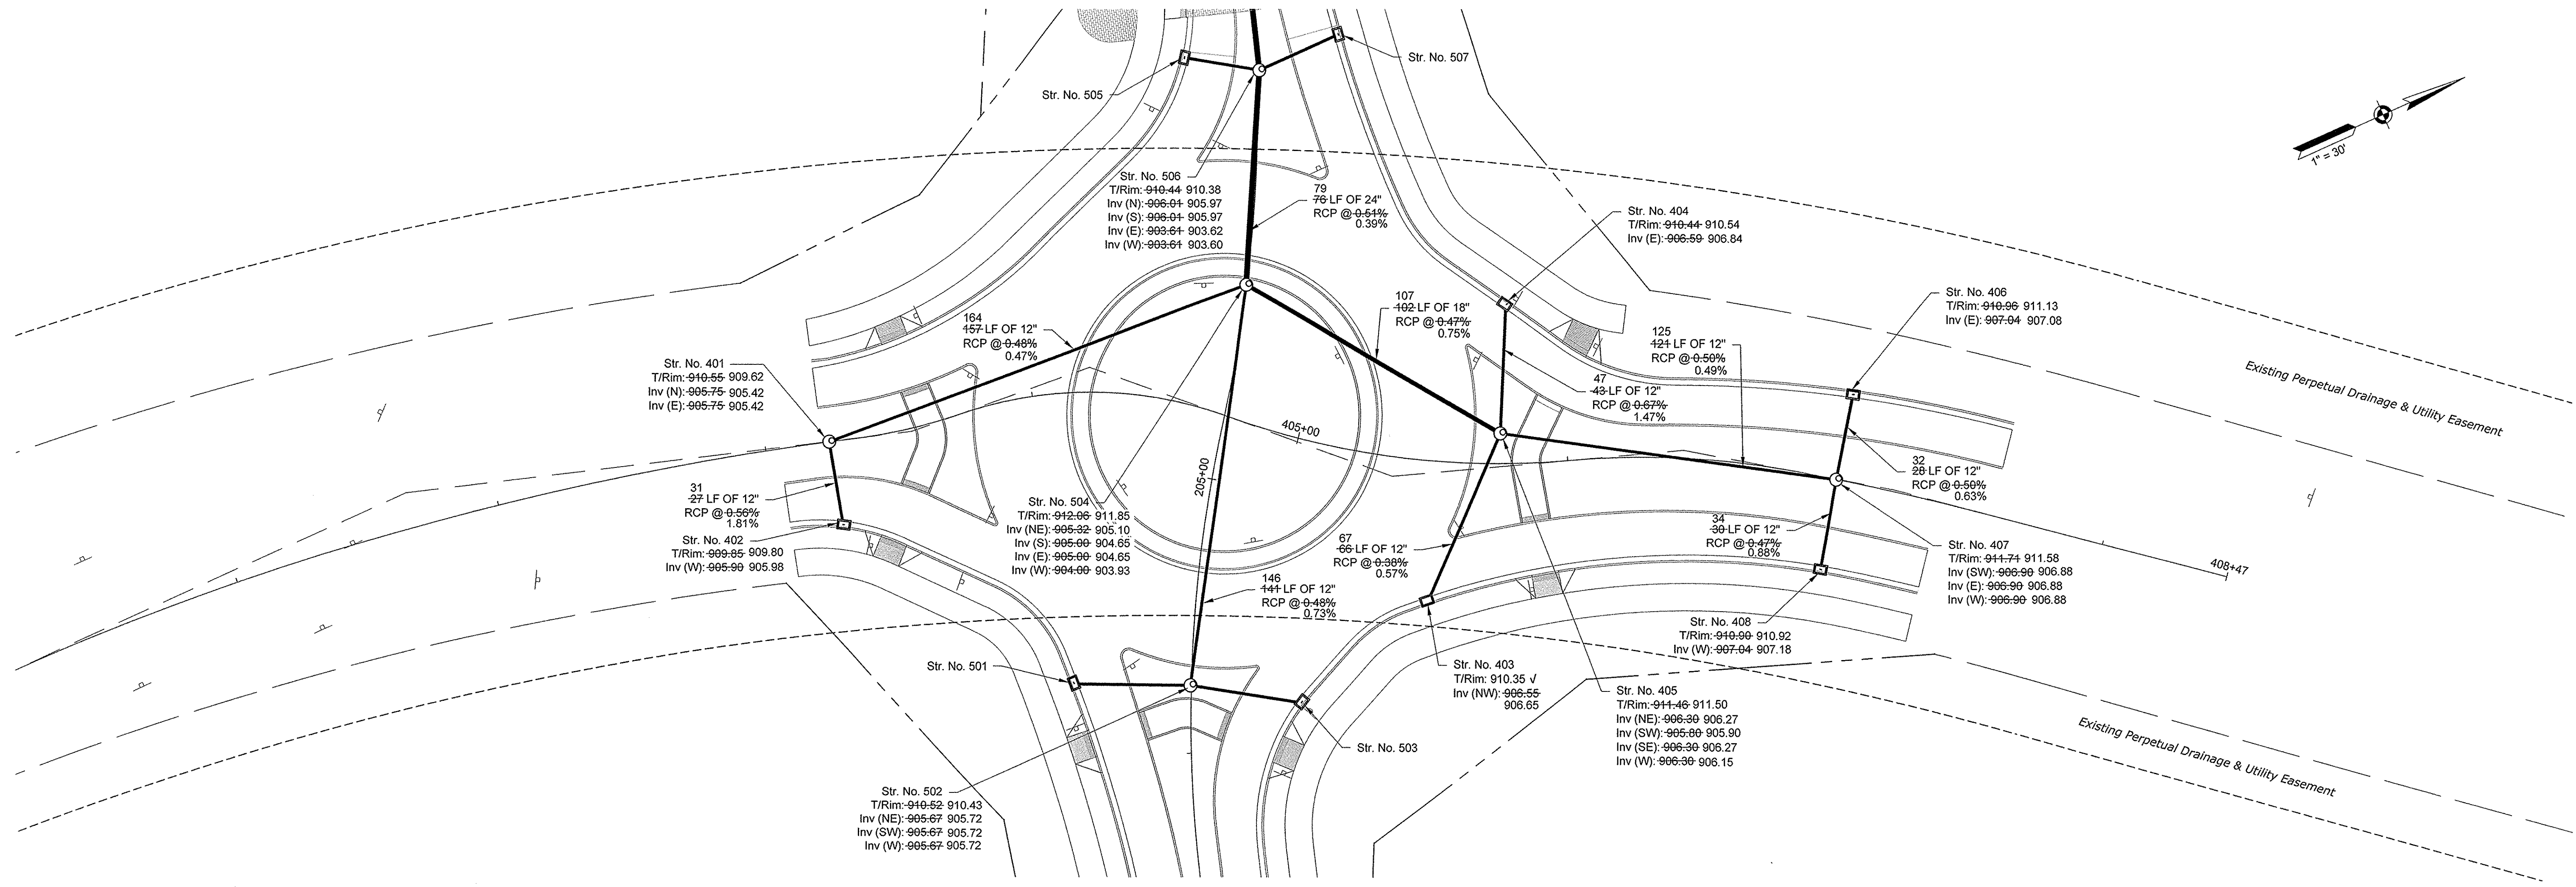 Str. No. 507
Str. No. 505
1" = 30'
Str. No. 506
T/Rim: 910.44 910.38
Inv (N): 906.01 905.97
Inv (S): 906.01 905.97
Inv (E): 903.61 903.62
Inv (W): 903.61 903.60
79
76 LF OF 24"
RCP @ 0.51%
0.39%
Str. No. 404
T/Rim: 910.44 910.54
Inv (E): 906.59 906.84
Str. No. 406
T/Rim: 910.96 911.13
Inv (E): 907.04 907.08
107
102 LF OF 18"
RCP @ 0.47%
0.75%
164
157 LF OF 12"
RCP @ 0.48%
0.47%
125
121 LF OF 12"
RCP @ 0.50%
0.49%
Str. No. 401
T/Rim: 910.55 909.62
Inv (N): 905.75 905.42
Inv (E): 905.75 905.42
47
43 LF OF 12"
RCP @ 0.67%
1.47%
Existing Perpetual Drainage & Utility Easement
405+00
205+00
32
28 LF OF 12"
RCP @ 0.50%
0.63%
31
27 LF OF 12"
RCP @ 0.56%
1.81%
Str. No. 402
T/Rim: 909.85 909.80
Inv (W): 905.90 905.98
Str. No. 504
T/Rim: 912.06 911.85
Inv (NE): 905.32 905.10
Inv (S): 905.00 904.65
Inv (E): 905.00 904.65
Inv (W): 904.00 903.93
34
30 LF OF 12"
RCP @ 0.47%
0.88%
67
66 LF OF 12"
RCP @ 0.38%
0.57%
Str. No. 407
T/Rim: 911.71 911.58
Inv (SW): 906.90 906.88
Inv (E): 906.90 906.88
Inv (W): 906.90 906.88
408+47
146
141 LF OF 12"
RCP @ 0.48%
0.73%
Str. No. 408
T/Rim: 910.90 910.92
Inv (W): 907.04 907.18
Str. No. 501
Str. No. 403
T/Rim: 910.35 √
Inv (NW): 906.55
906.65
Str. No. 405
T/Rim: 911.46 911.50
Inv (NE): 906.30 906.27
Inv (SW): 905.80 905.90
Inv (SE): 906.30 906.27
Inv (W): 906.30 906.15
Str. No. 503
Existing Perpetual Drainage & Utility Easement
Str. No. 502
T/Rim: 910.52 910.43
Inv (NE): 905.67 905.72
Inv (SW): 905.67 905.72
Inv (W): 905.67 905.72